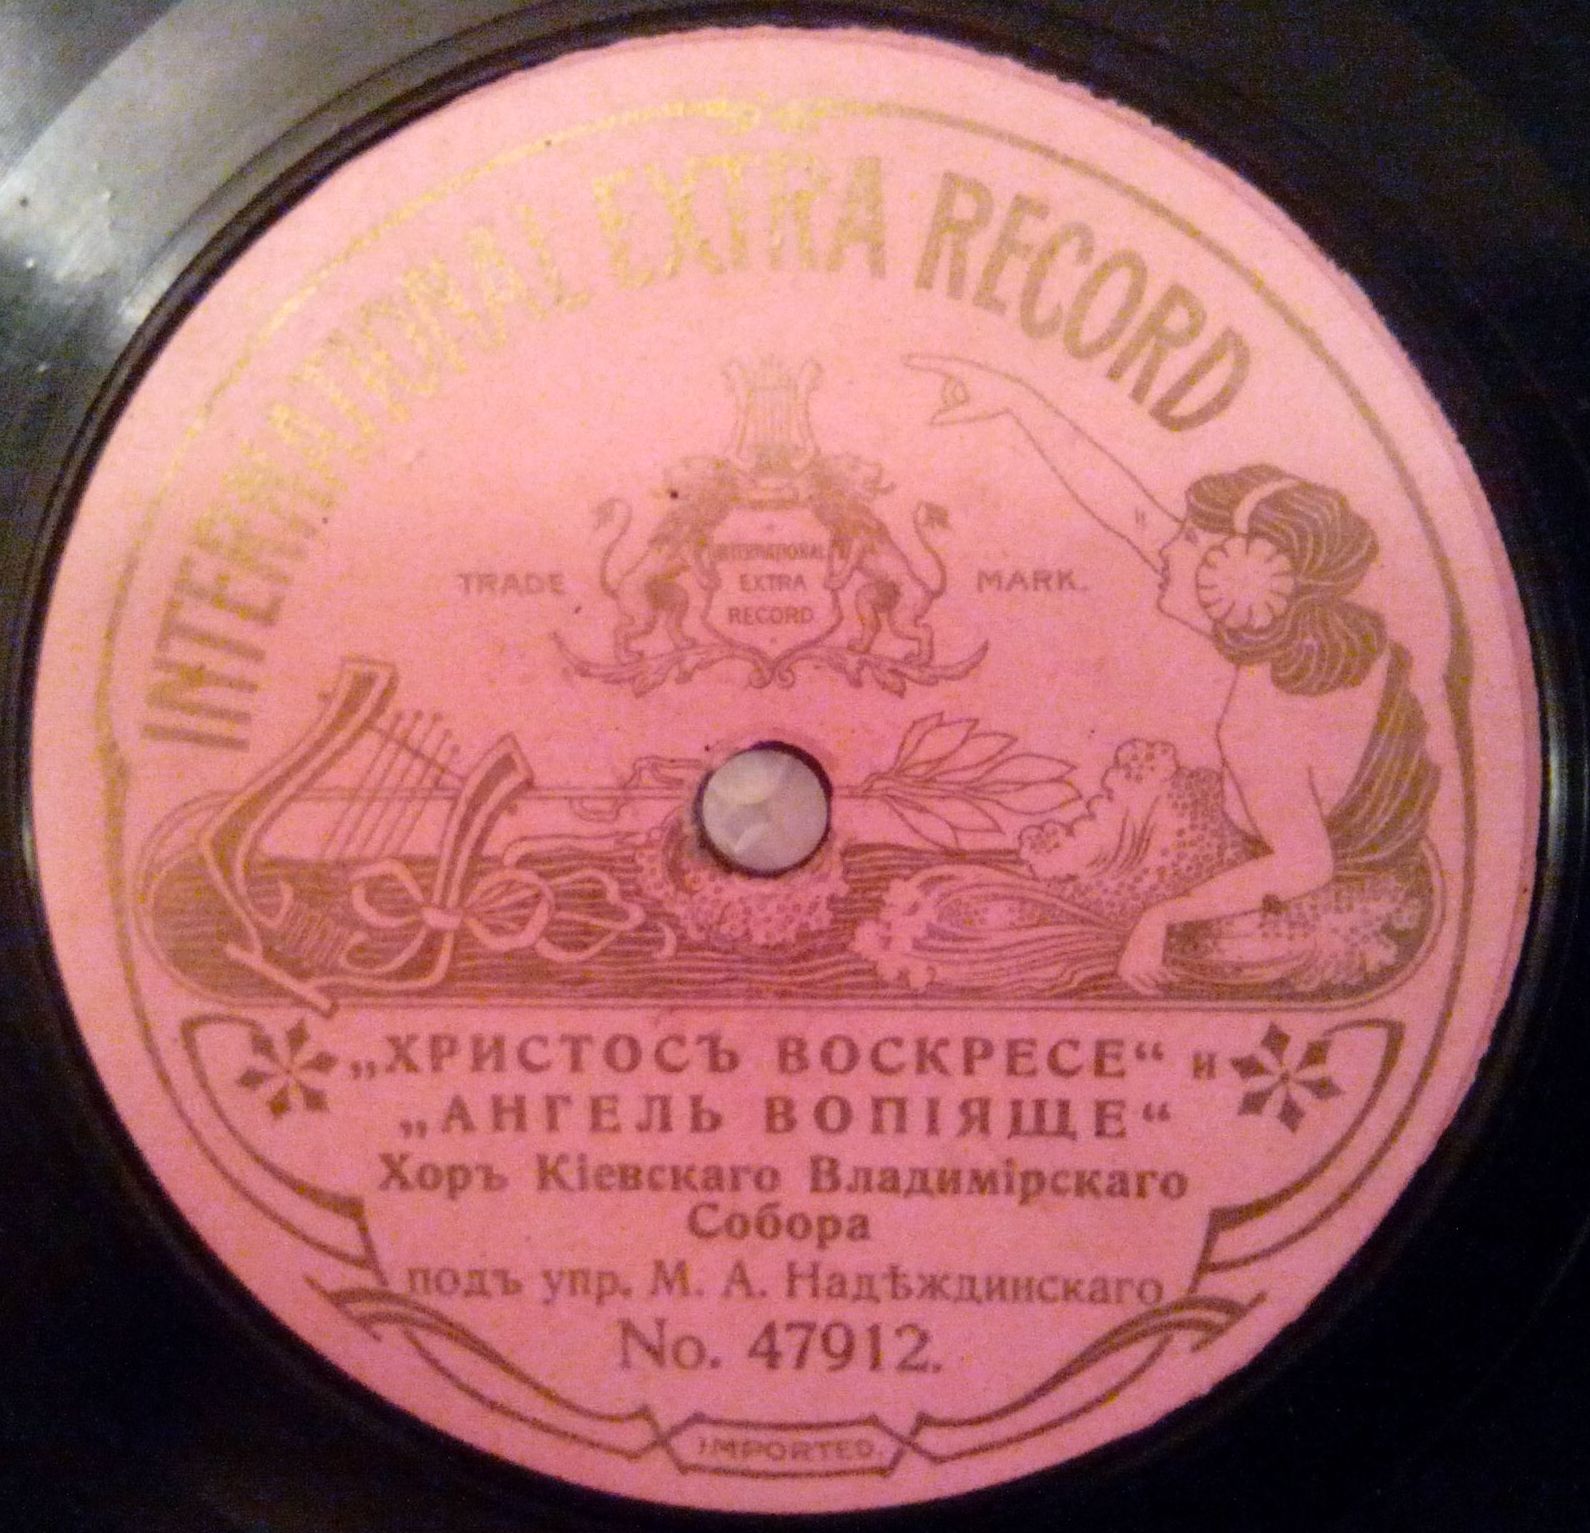 INTERNATIONAL EXTRA RECORD
TRADE MARK.
INTERNATIONAL
EXTRA
RECORD
„ХРИСТОСЪ ВОСКРЕСЕ“ и
„АНГЕЛЬ ВОПІЯЩЕ“
Хоръ Кіевскаго Владимірскаго
Собора
подъ упр. М. А. Надѣждинскаго
No. 47912.
IMPORTED.